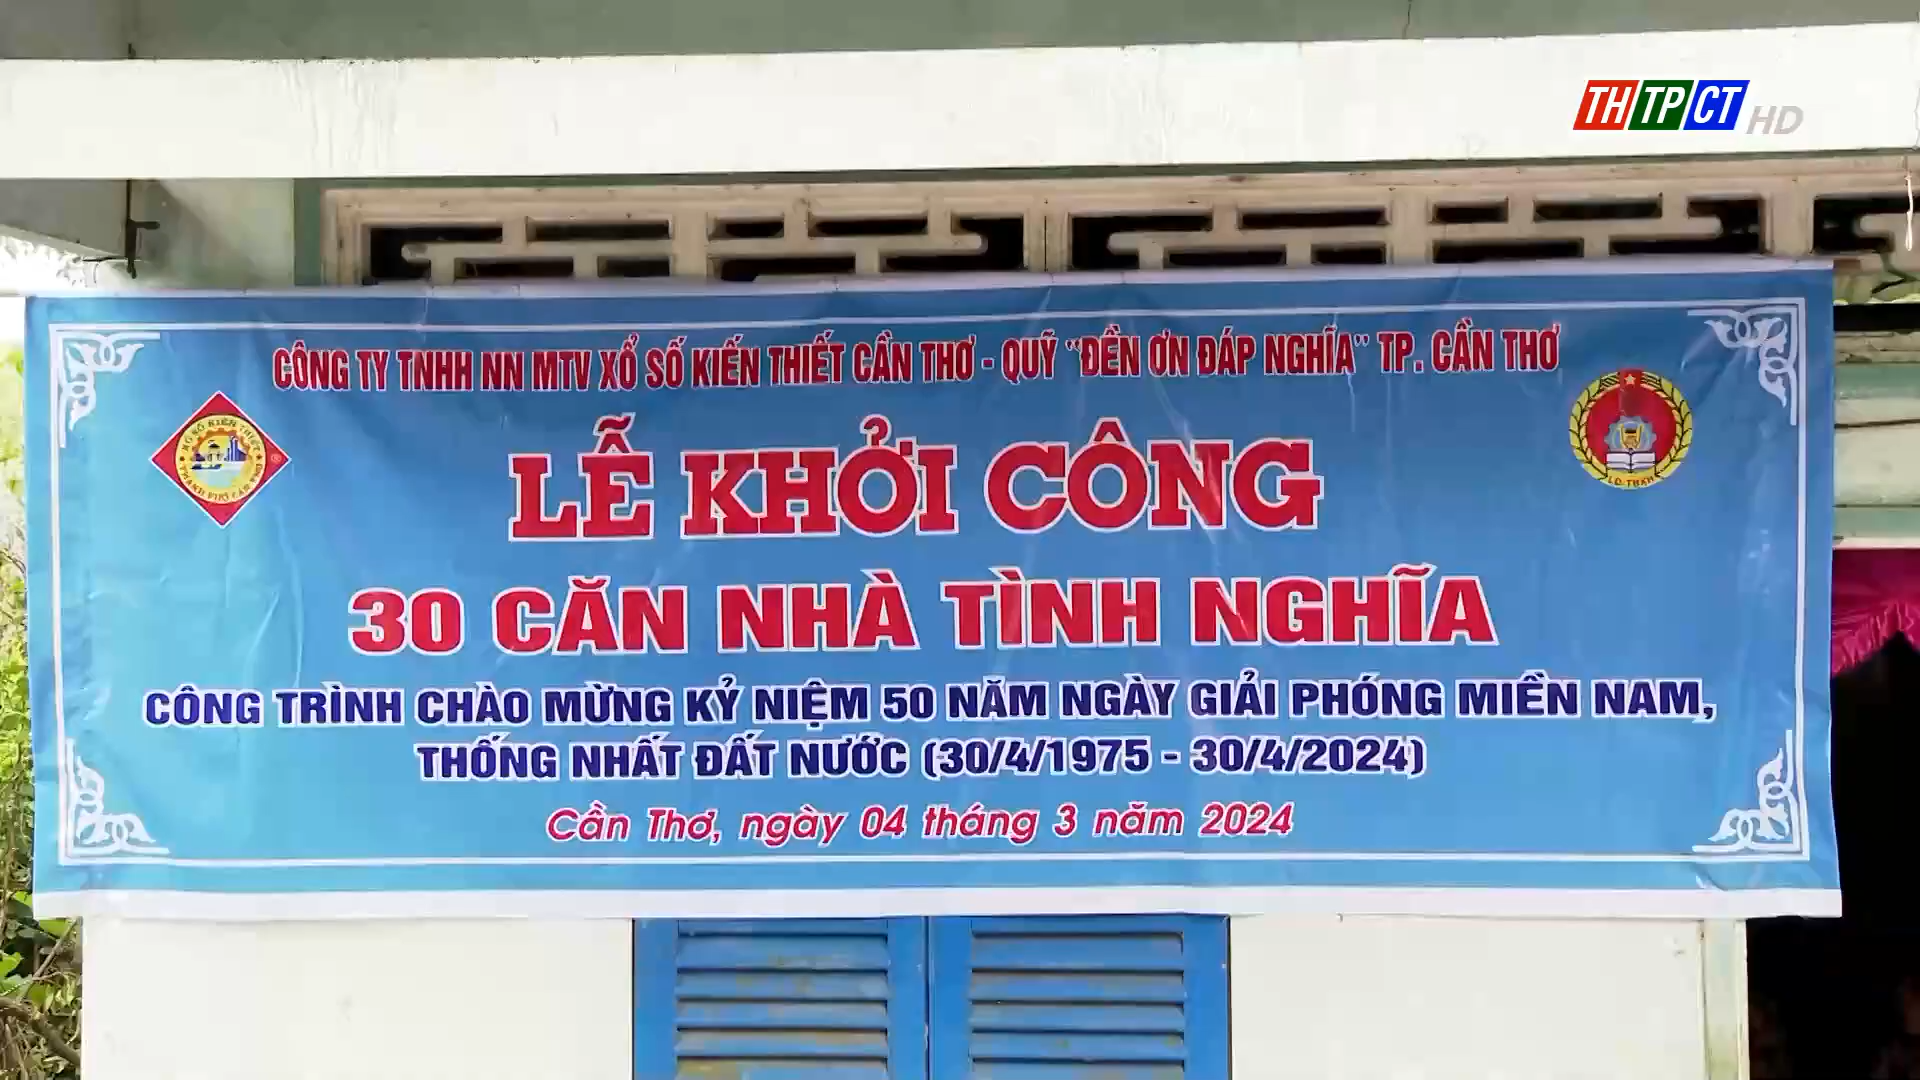 THTPCT HD
CÔNG TY TNHH NN MTV XỔ SỐ KIẾN THIẾT CẦN THƠ - QUỸ "ĐỀN ƠN ĐÁP NGHĨA" TP. CẦN THƠ
LỄ KHỞI CÔNG
30 CĂN NHÀ TÌNH NGHĨA
CÔNG TRÌNH CHÀO MỪNG KỶ NIỆM 50 NĂM NGÀY GIẢI PHÓNG MIỀN NAM,
THỐNG NHẤT ĐẤT NƯỚC (30/4/1975 - 30/4/2024)
Cần Thơ, ngày 04 tháng 3 năm 2024